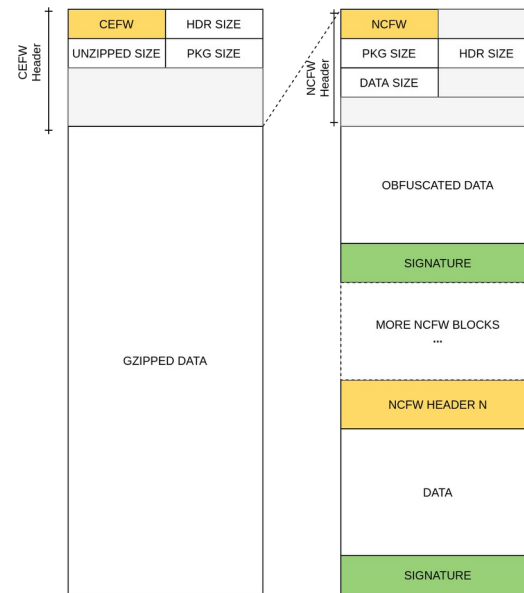 CEFW
HDR SIZE
UNZIPPED SIZE
PKG SIZE
CEFW
Header
GZIPPED DATA
NCFW
PKG SIZE
HDR SIZE
DATA SIZE
NCFW
Header
OBFUSCATED DATA
SIGNATURE
MORE NCFW BLOCKS
...
NCFW HEADER N
DATA
SIGNATURE